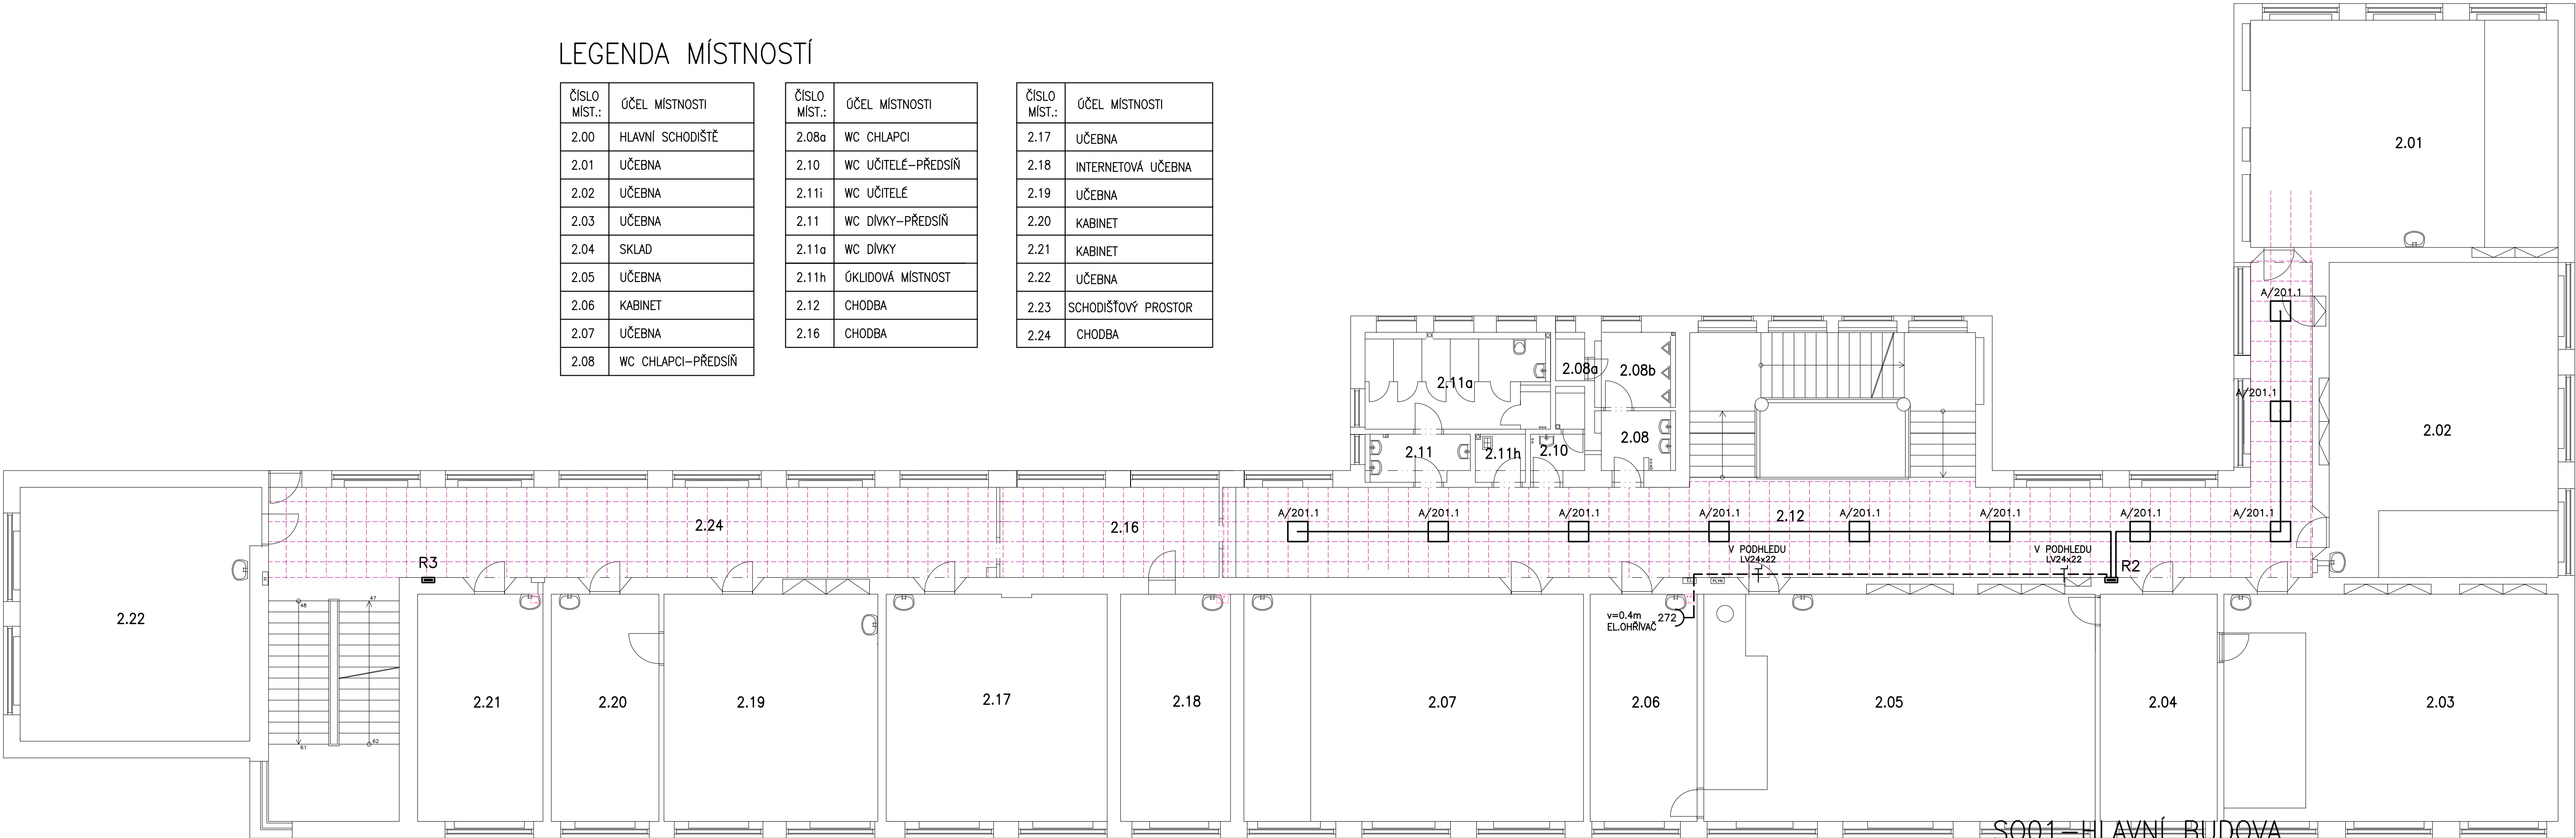 LEGENDA MÍSTNOSTÍ
ČÍSLO MÍST.: ÚČEL MÍSTNOSTI
2.00 HLAVNÍ SCHODIŠTĚ
2.01 UČEBNA
2.02 UČEBNA
2.03 UČEBNA
2.04 SKLAD
2.05 UČEBNA
2.06 KABINET
2.07 UČEBNA
2.08 WC CHLAPCI-PŘEDSÍŇ
ČÍSLO MÍST.: ÚČEL MÍSTNOSTI
2.08a WC CHLAPCI
2.10 WC UČITELÉ-PŘEDSÍŇ
2.11i WC UČITELÉ
2.11 WC DÍVKY-PŘEDSÍŇ
2.11a WC DÍVKY
2.11h ÚKLIDOVÁ MÍSTNOST
2.12 CHODBA
2.16 CHODBA
ČÍSLO MÍST.: ÚČEL MÍSTNOSTI
2.17 UČEBNA
2.18 INTERNETOVÁ UČEBNA
2.19 UČEBNA
2.20 KABINET
2.21 KABINET
2.22 UČEBNA
2.23 SCHODIŠŤOVÝ PROSTOR
2.24 CHODBA
2.01
A/201.1
A/201.1
2.02
2.11a
2.08a
2.08b
2.11
2.11h
2.10
2.08
2.24
2.16
A/201.1
A/201.1
A/201.1
A/201.1
2.12
A/201.1
A/201.1
A/201.1
A/201.1
V PODHLEDU
LV24x22
V PODHLEDU
LV24x22
R3
R2
EL.
PLYN
48
47
61
62
v=0.4m
EL.OHŘÍVAČ
272
2.22
2.21
2.20
2.19
2.17
2.18
2.07
2.06
2.05
2.04
2.03
SO01-HLAVNÍ BUDOVA